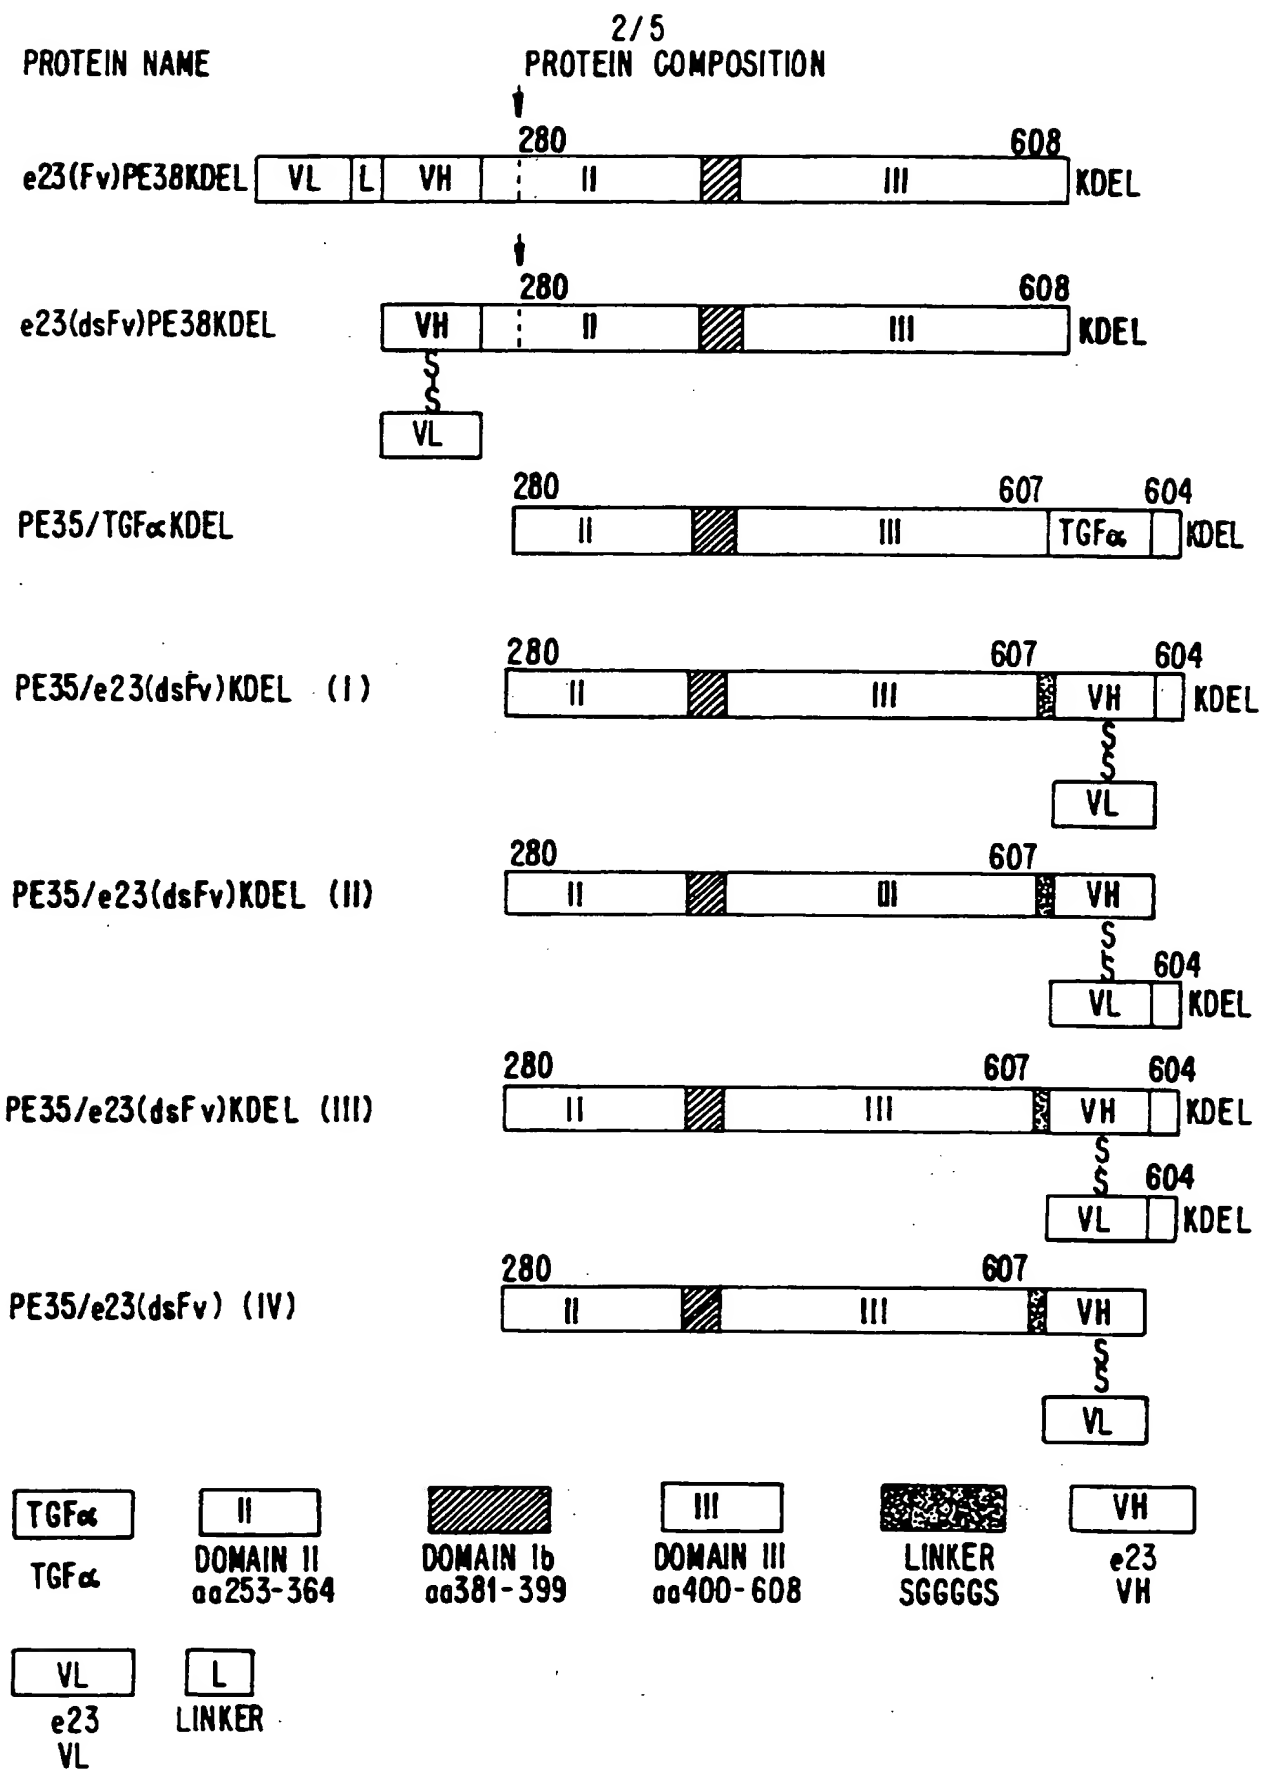 2/5
PROTEIN NAME PROTEIN COMPOSITION
280 608
e23(Fv)PE38KDEL VL L VH II III KDEL
280 608
e23(dsFv)PE38KDEL VH II III KDEL
S
S
VL
280 607 604
PE35/TGFαKDEL II III TGFα KDEL
280 607 604
PE35/e23(dsFv)KDEL (I) II III VH KDEL
S
S
VL
280 607
PE35/e23(dsFv)KDEL (II) II III VH
S
S 604
VL KDEL
280 607 604
PE35/e23(dsFv)KDEL (III) II III VH KDEL
S
S 604
VL KDEL
280 607
PE35/e23(dsFv) (IV) II III VH
S
S
VL
TGFα II III VH
TGFα DOMAIN II DOMAIN Ib DOMAIN III LINKER e23
aa253-364 aa381-399 aa400-608 SGGGGS VH
VL L
e23 LINKER
VL